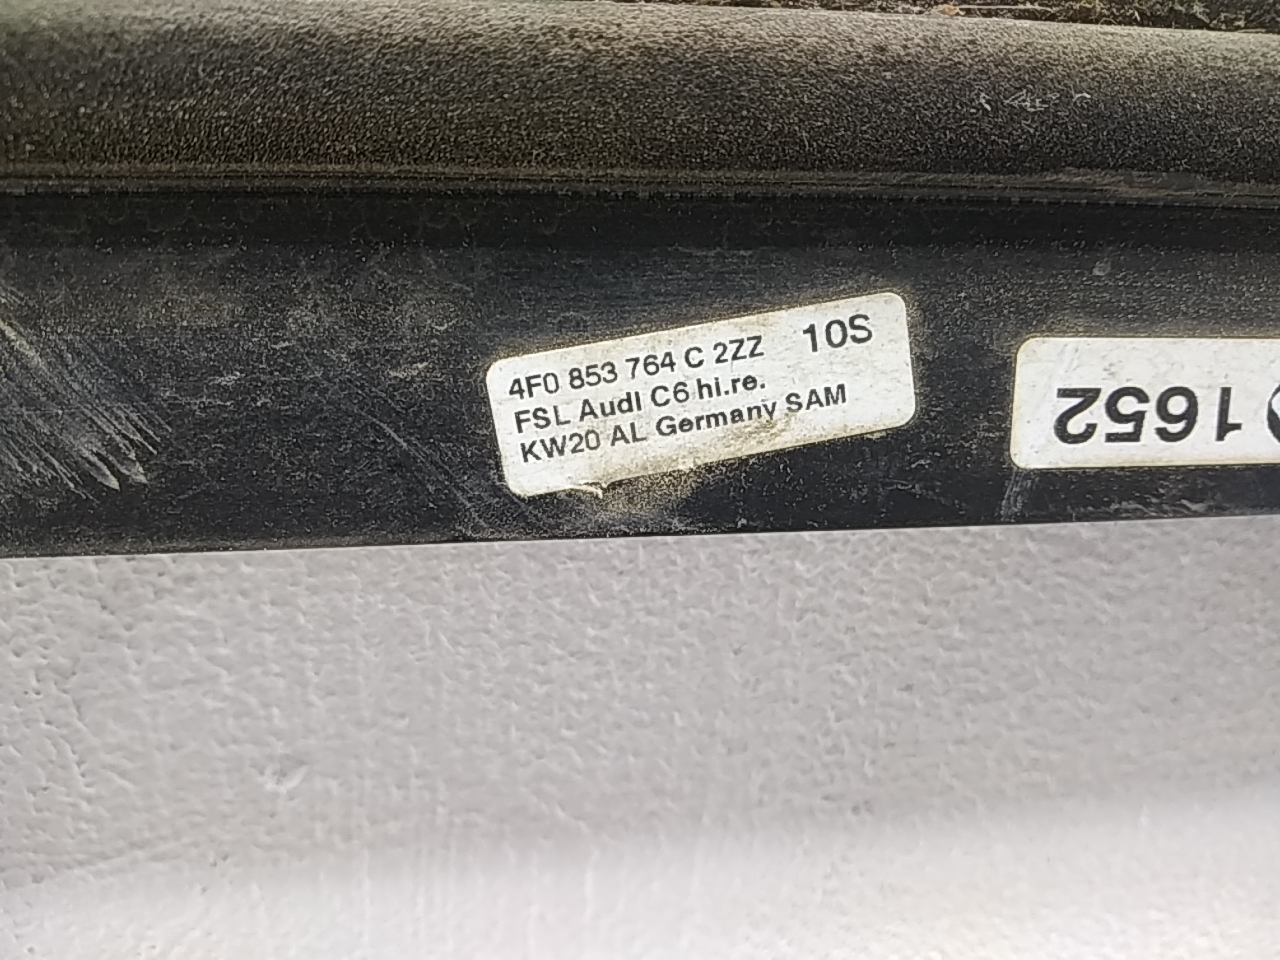 4F0 853 764 C 2ZZ 10S
FSL Audi C6 hi.re.
KW20 AL Germany SAM
1652